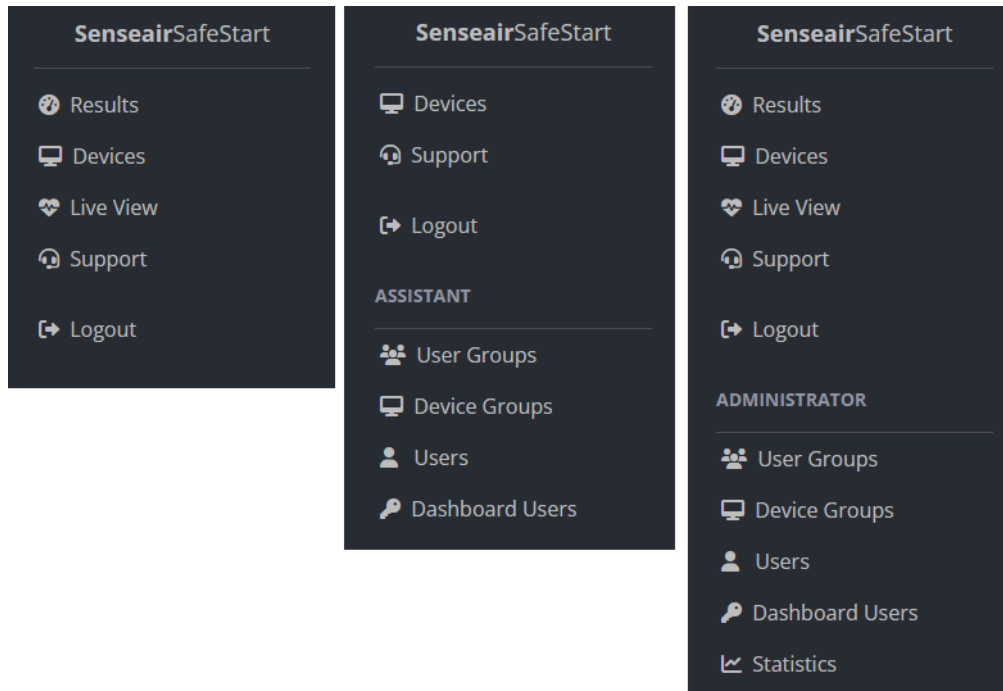 SenseairSafeStart
Results
Devices
Live View
Support
Logout
SenseairSafeStart
Devices
Support
Logout
ASSISTANT
User Groups
Device Groups
Users
Dashboard Users
SenseairSafeStart
Results
Devices
Live View
Support
Logout
ADMINISTRATOR
User Groups
Device Groups
Users
Dashboard Users
Statistics